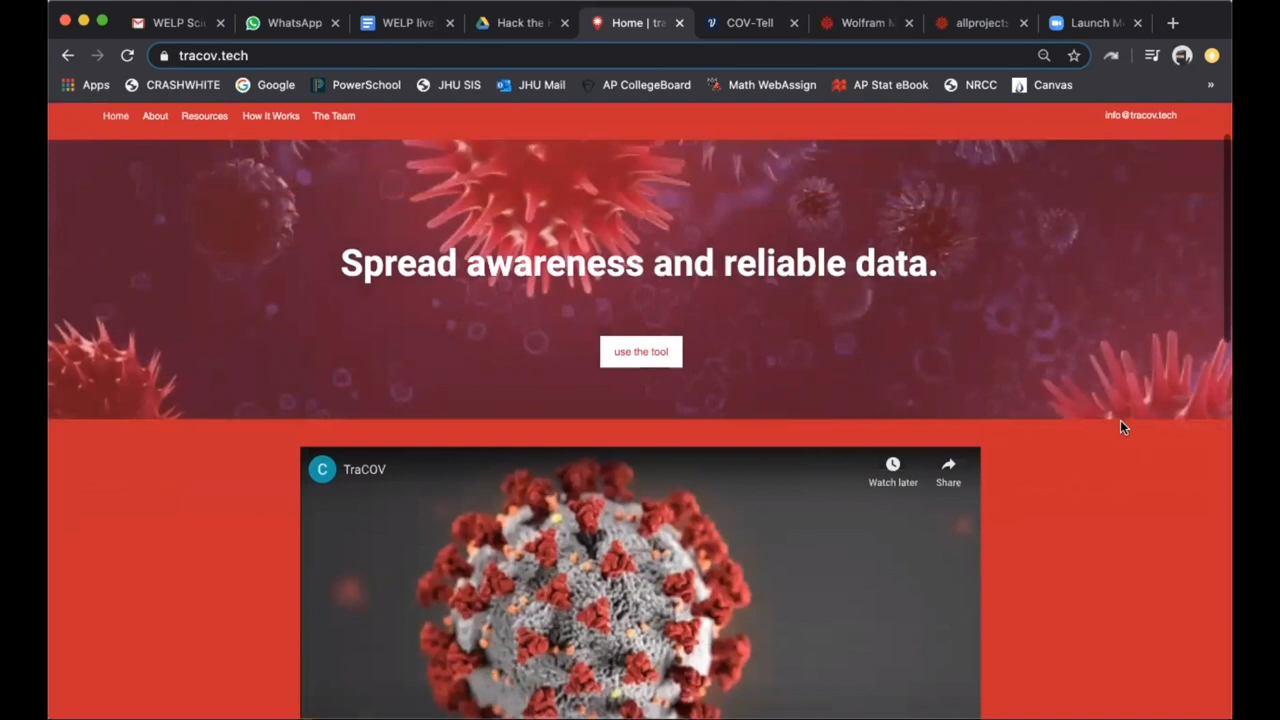 WELP Sci
WhatsApp
WELP live
Hack the
Home | tra
COV-Tell
Wolfram M
allproject
Launch M
tracov.tech
Apps
CRASHWHITE
Google
PowerSchool
JHU SIS
JHU Mail
AP CollegeBoard
Math WebAssign
AP Stat eBook
NRCC
Canvas
»
Home About Resources How It Works The Team
info@tracov.tech
Spread awareness and reliable data.
use the tool
C TraCOV
Watch later
Share